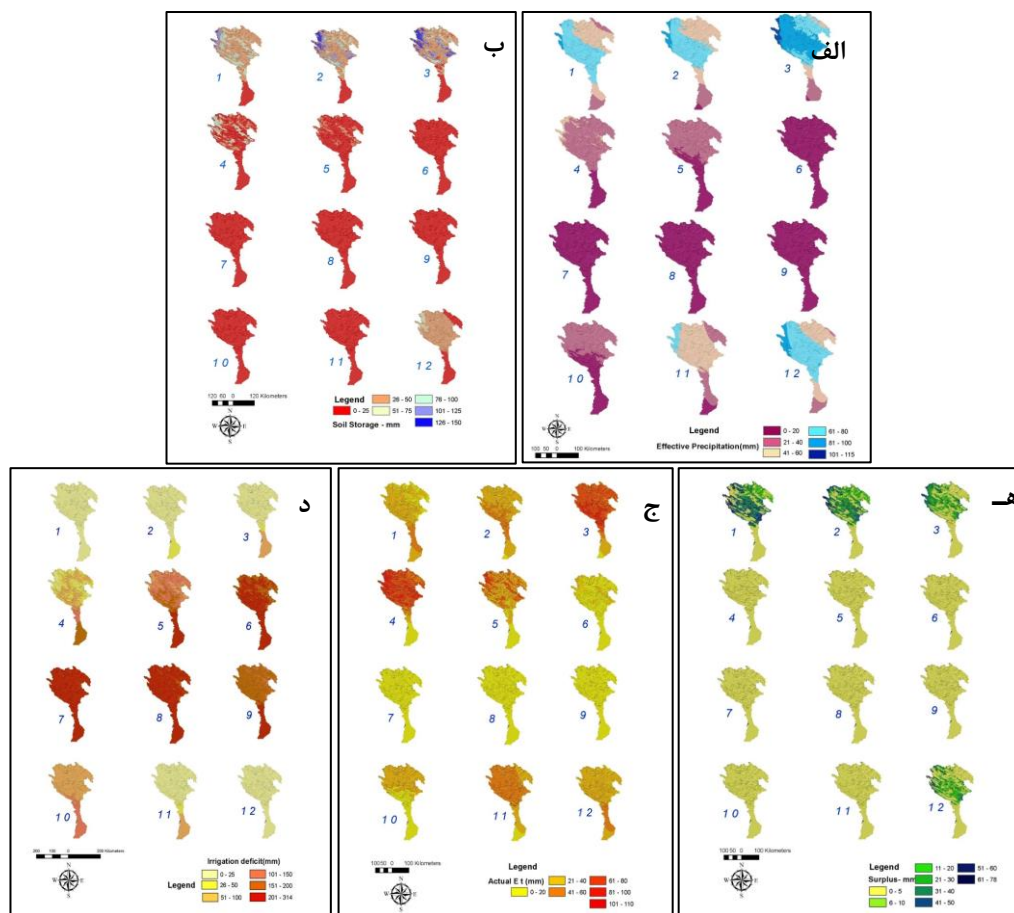 الف
1
2
3
4
5
6
7
8
9
10
11
12
N
W E
S
100 50 0 100 Kilometers
Legend
Effective Precipitation(mm)
0 - 20
21 - 40
41 - 60
61 - 80
81 - 100
101 - 115
ب
1
2
3
4
5
6
7
8
9
10
11
12
120 60 0 120 Kilometers
N
W E
S
Legend
Soil Storage - mm
0 - 25
26 - 50
51 - 75
76 - 100
101 - 125
126 - 150
هـ
1
2
3
4
5
6
7
8
9
10
11
12
100 50 0 100 Kilometers
N
W E
S
Legend
Surplus- mm
0 - 5
6 - 10
11 - 20
21 - 30
31 - 40
41 - 50
51 - 60
61 - 78
ج
1
2
3
4
5
6
7
8
9
10
11
12
100 50 0 100 Kilometers
N
W E
S
Legend
Actual E t (mm)
0 - 20
21 - 40
41 - 60
61 - 80
81 - 100
101 - 110
د
1
2
3
4
5
6
7
8
9
10
11
12
N
W E
S
Irrigation deficit(mm)
Legend
0 - 25
26 - 50
51 - 100
101 - 150
151 - 200
201 - 314